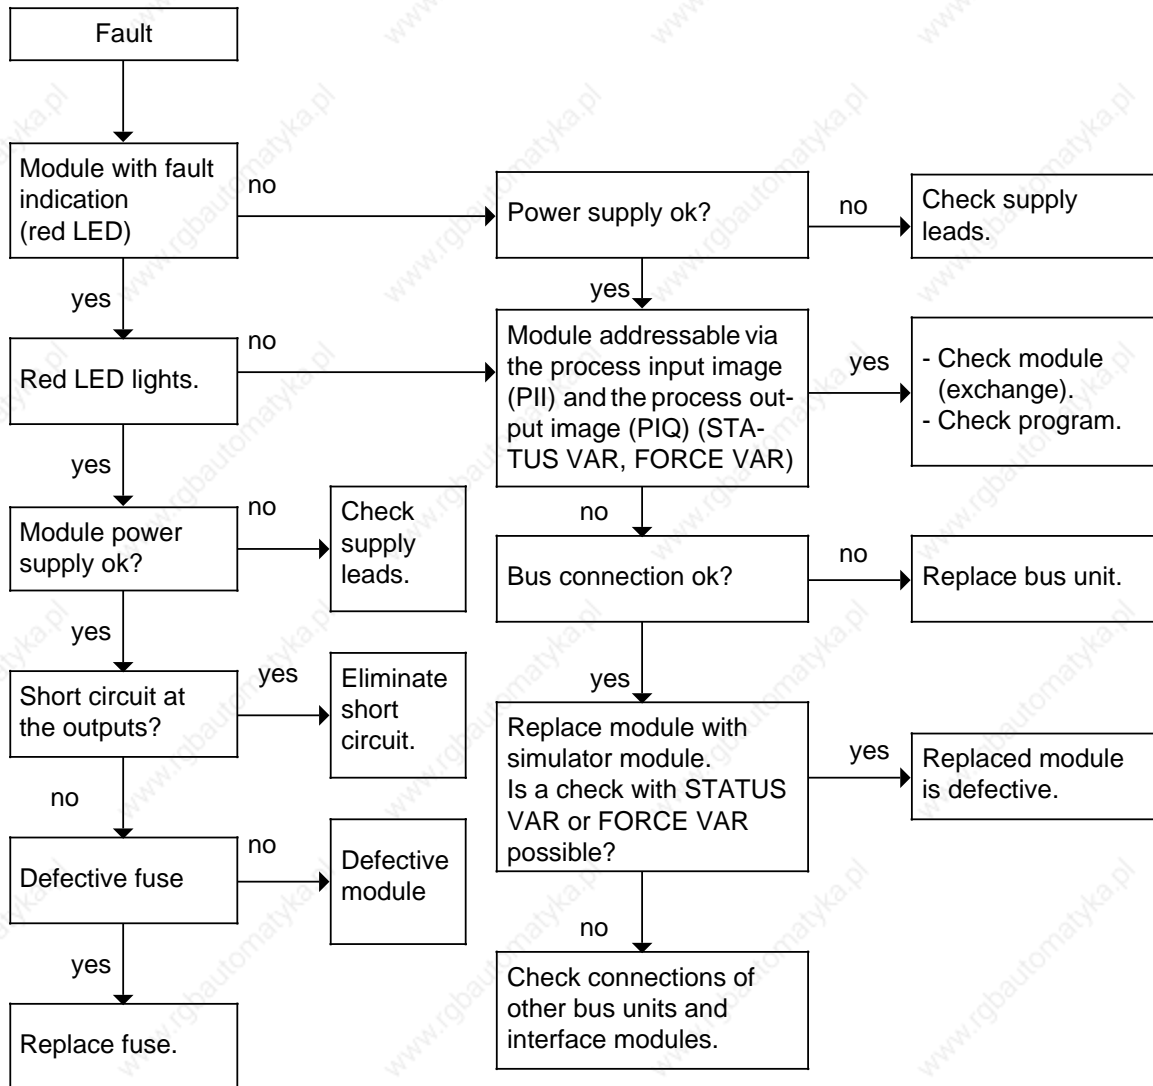 Fault
Module with fault
indication
(red LED)
no
Power supply ok?
no
Check supply
leads.
yes
yes
Red LED lights.
no
Module addressable via
the process input image
(PII) and the process out-
put image (PIQ) (STA-
TUS VAR, FORCE VAR)
yes
- Check module
(exchange).
- Check program.
yes
no
Module power
supply ok?
no
Check
supply
leads.
Bus connection ok?
no
Replace bus unit.
yes
yes
Short circuit at
the outputs?
yes
Eliminate
short
circuit.
Replace module with
simulator module.
Is a check with STATUS
VAR or FORCE VAR
possible?
yes
Replaced module
is defective.
no
Defective fuse
no
Defective
module
no
yes
Check connections of
other bus units and
interface modules.
Replace fuse.
www.rgbautomatyka.pl